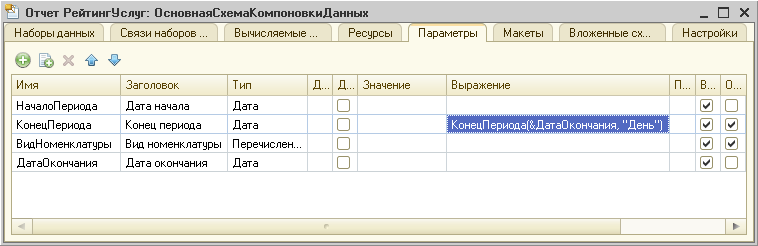 Отчет РейтингУслуг: ОсновнаяСхемаКомпоновкиДанных
Наборы данных Связи наборов ... Вычисляемые ... Ресурсы Параметры Макеты Вложенные сх... Настройки
Имя Заголовок Тип Д... Д... Значение Выражение П... В... О...
НачалоПериода Дата начала Дата
КонецПериода Конец периода Дата КонецПериода(&ДатаОкончания, "День")
ВидНоменклатуры Вид номенклатуры Перечислен...
ДатаОкончания Дата окончания Дата